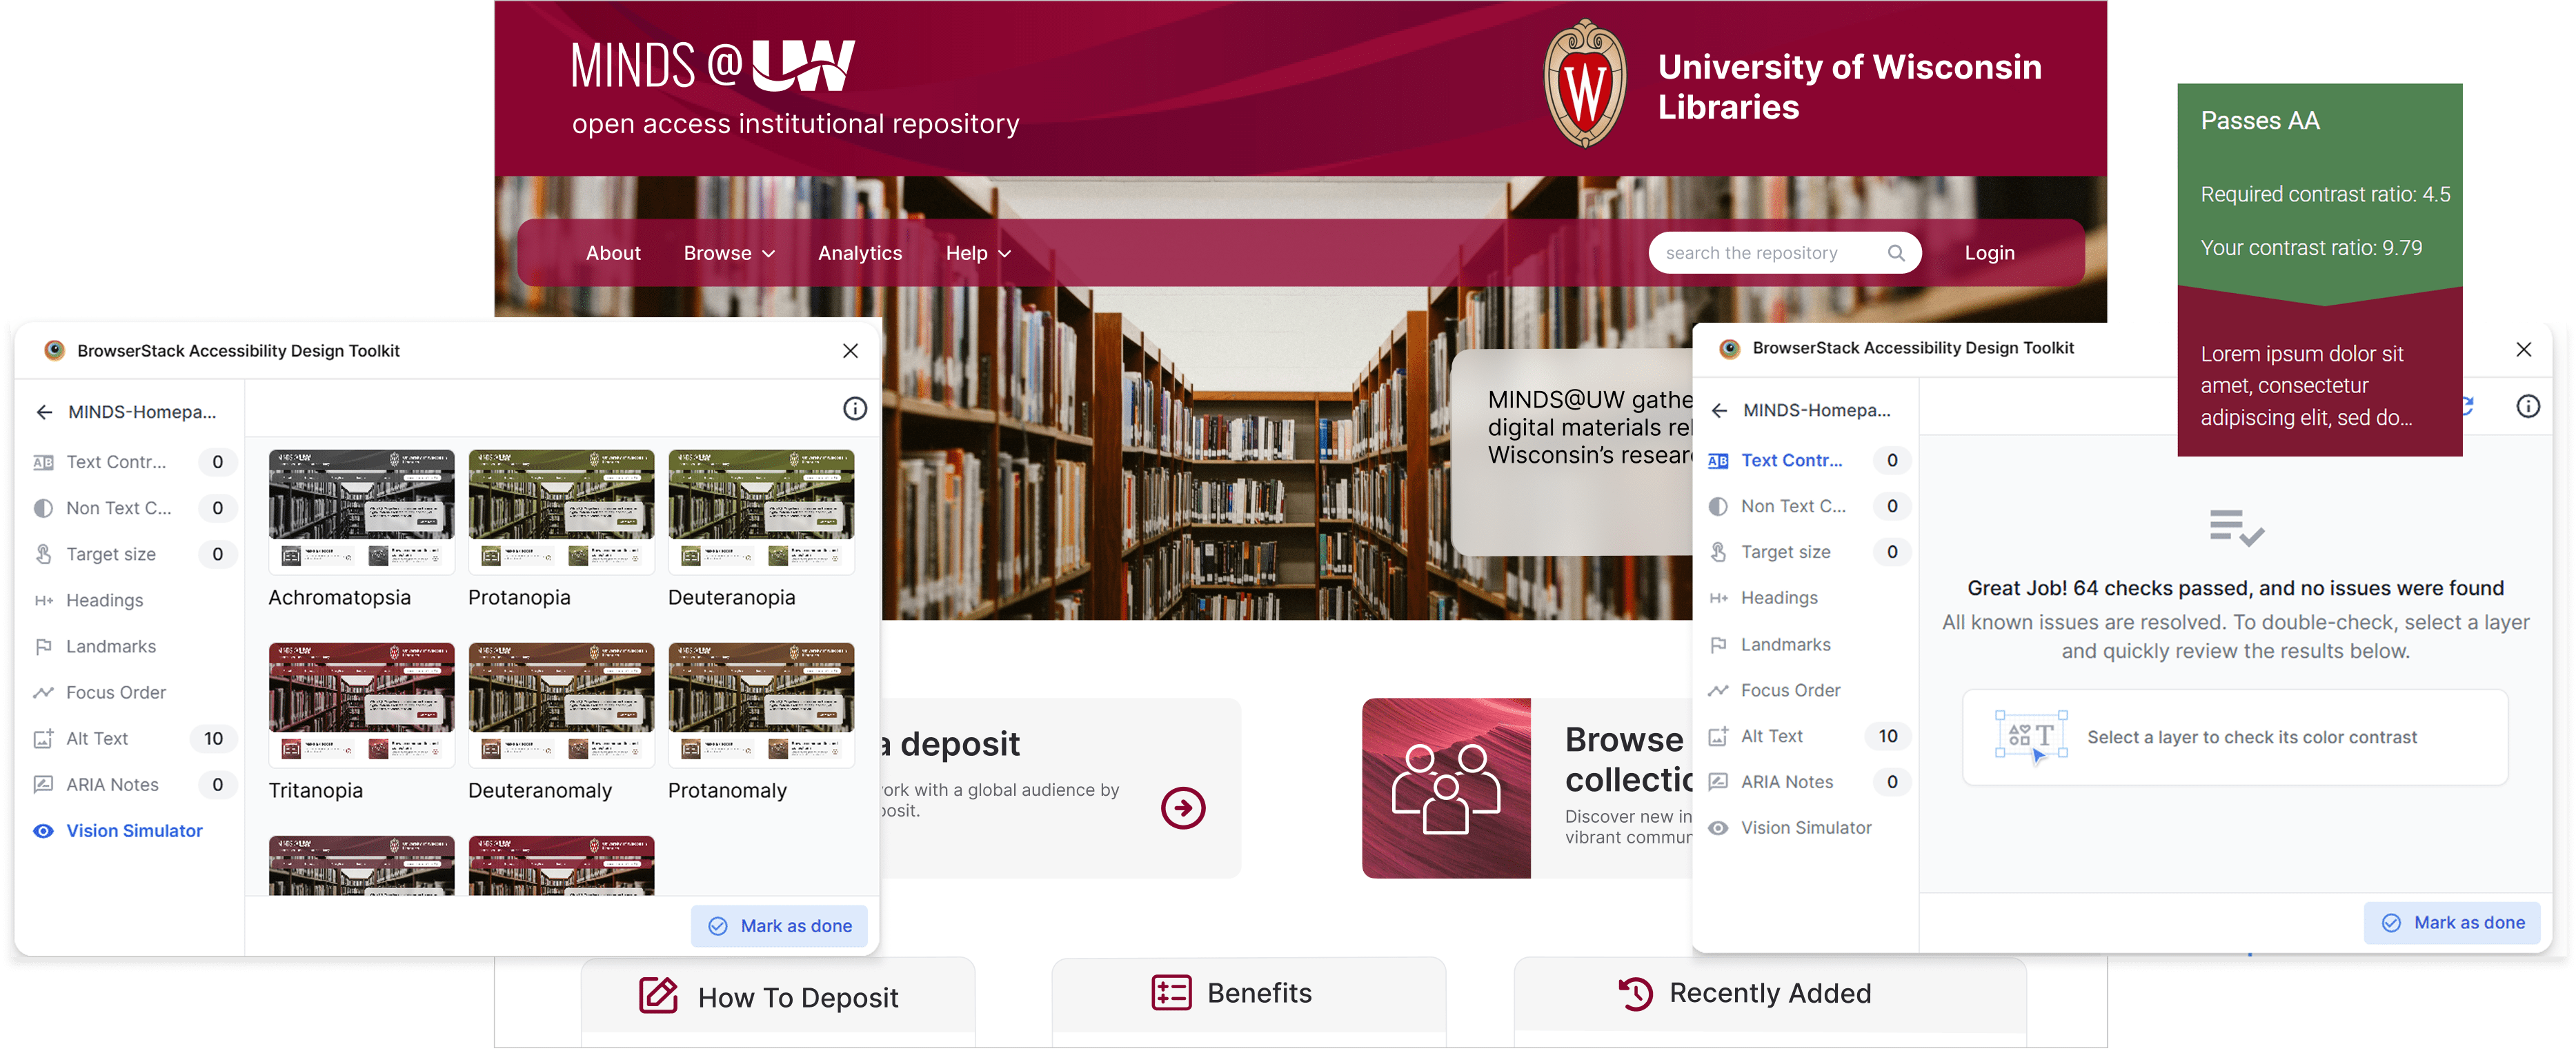 MINDS @ UW
open access institutional repository
W
University of Wisconsin
Libraries
About
Browse
Analytics
Help
search the repository
Login
MINDS@UW gathe
digital materials rel
Wisconsin's researc
a deposit
work with a global audience by
posit.
Browse
collectio
Discover new in
vibrant commun
How To Deposit
Benefits
Recently Added
BrowserStack Accessibility Design Toolkit
MINDS-Homepa...
Text Contr... 0
Non Text C... 0
Target size 0
H+ Headings
Landmarks
Focus Order
Alt Text 10
ARIA Notes 0
Vision Simulator
Achromatopsia
Protanopia
Deuteranopia
Tritanopia
Deuteranomaly
Protanomaly
Mark as done
BrowserStack Accessibility Design Toolkit
MINDS-Homepa...
Text Contr... 0
Non Text C... 0
Target size 0
H+ Headings
Landmarks
Focus Order
Alt Text 10
ARIA Notes 0
Vision Simulator
Great Job! 64 checks passed, and no issues were found
All known issues are resolved. To double-check, select a layer
and quickly review the results below.
Select a layer to check its color contrast
Mark as done
Passes AA
Required contrast ratio: 4.5
Your contrast ratio: 9.79
Lorem ipsum dolor sit
amet, consectetur
adipiscing elit, sed do...